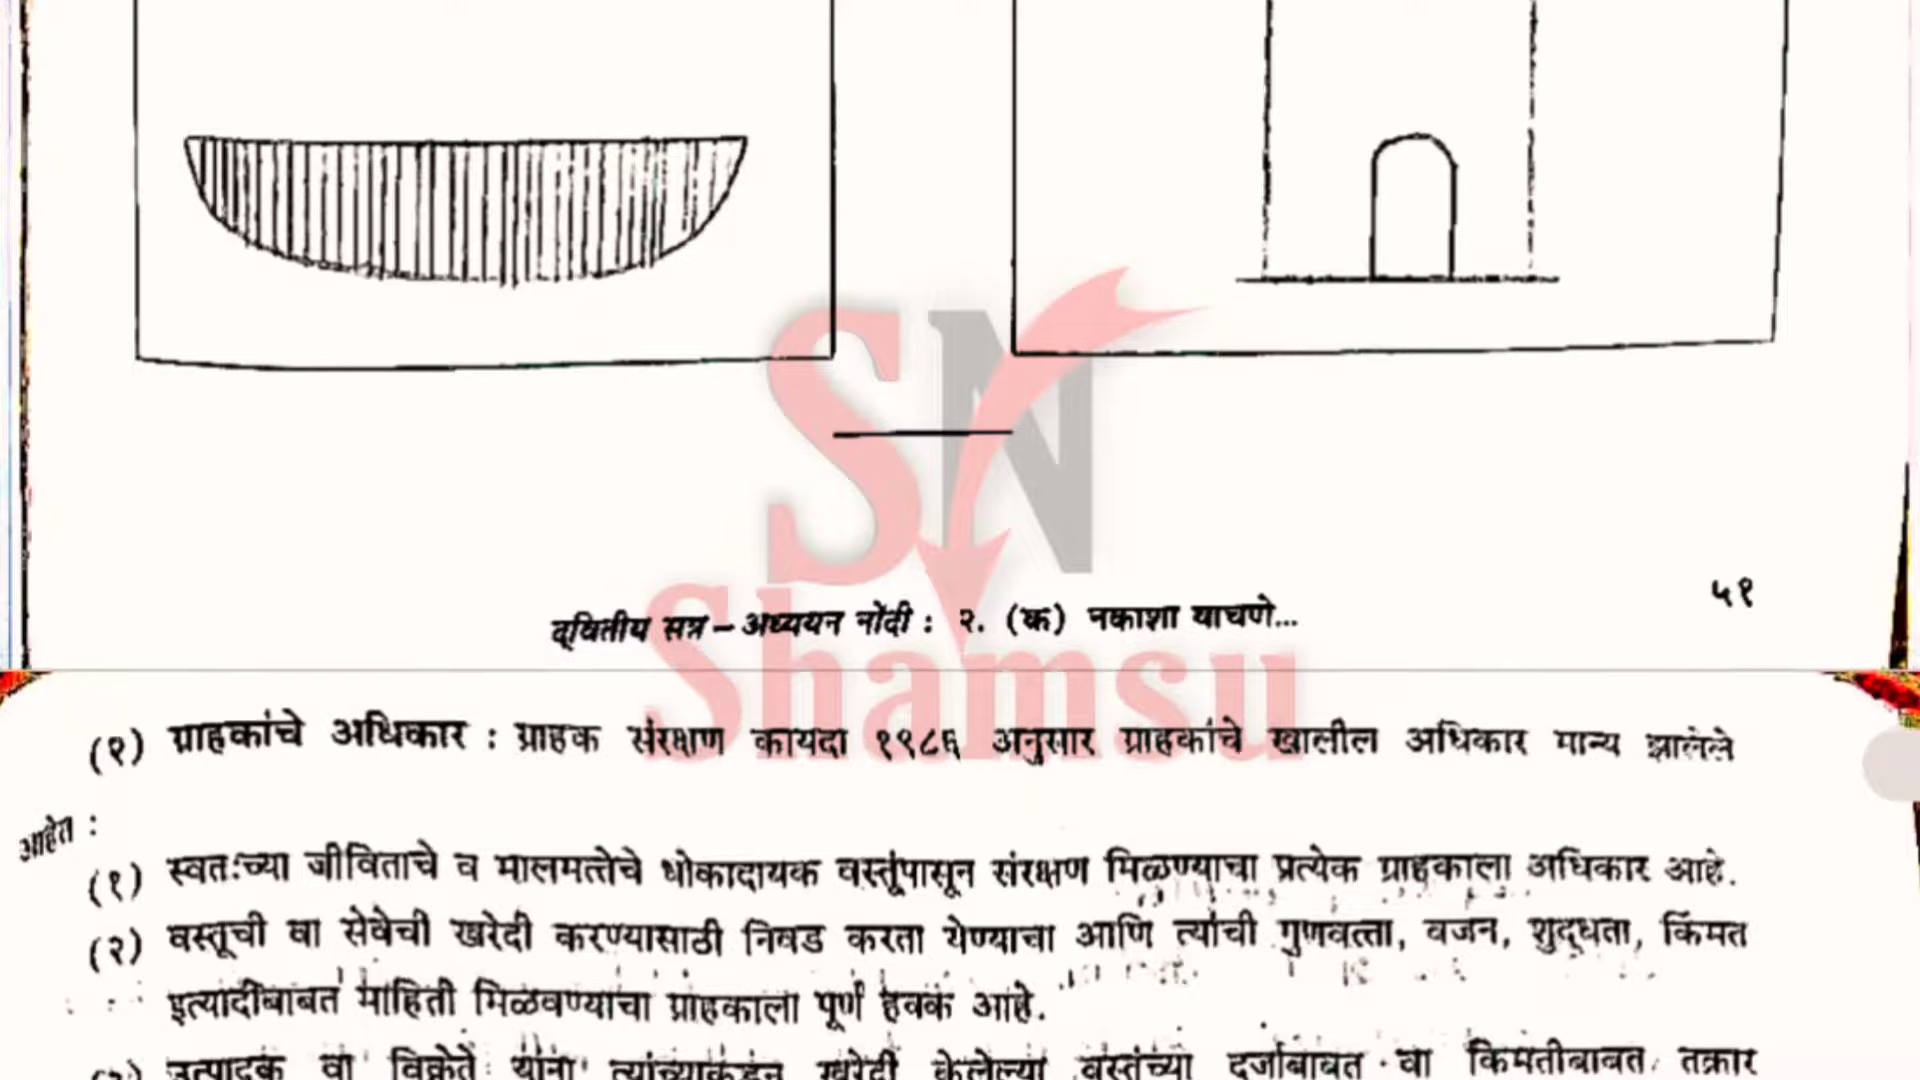 SN
Shamsu
५१
द्वितीय सत्र – अध्ययन नोंदी : २. (क) नकाशा वाचणे...
(१) ग्राहकांचे अधिकार : ग्राहक संरक्षण कायदा १९८६ अनुसार ग्राहकांचे खालील अधिकार मान्य झालेले
आहेत :
(१) स्वतःच्या जीविताचे व मालमत्तेचे धोकादायक वस्तूंपासून संरक्षण मिळण्याचा प्रत्येक ग्राहकाला अधिकार आहे.
(२) वस्तूची वा सेवेची खरेदी करण्यासाठी निवड करता येण्याचा आणि त्यांची गुणवत्ता, वजन, शुद्धता, किंमत
इत्यादींबाबत माहिती मिळवण्याचा ग्राहकाला पूर्ण हक्क आहे.
(३) उत्पादक वा विक्रेते यांना त्यांच्याकडून खरेदी केलेल्या वस्तूंच्या दर्जाबाबत वा किमतीबाबत तक्रार